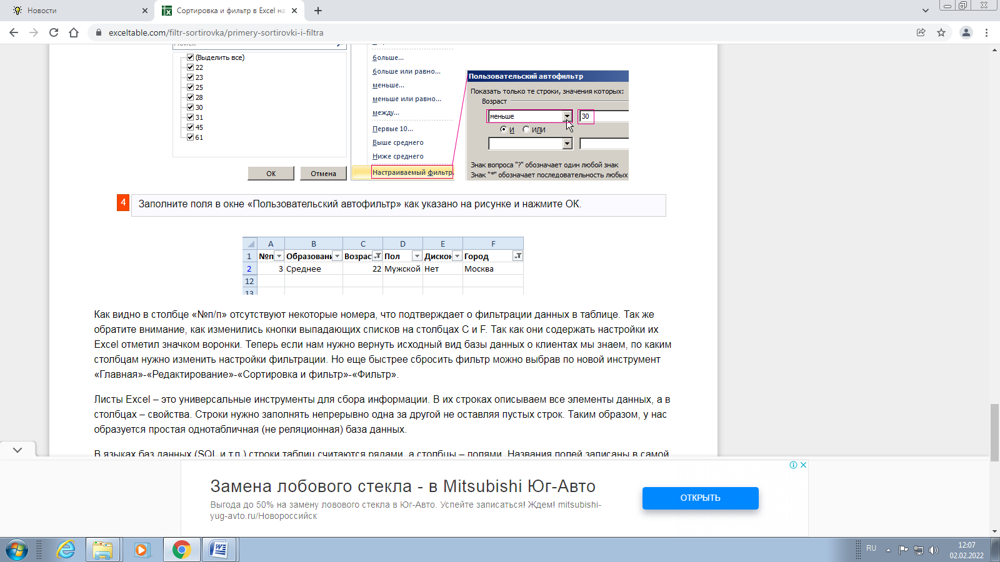 Новости
Сортировка и фильтр в Excel на
exceltable.com/filtr-sortirovka/primery-sortirovki-i-filtra
(Выделить все)
22
23
25
28
30
31
45
61
ОК
Отмена
больше...
больше или равно...
меньше...
меньше или равно...
между...
Первые 10...
Выше среднего
Ниже среднего
Настраиваемый фильтр
Пользовательский автофильтр
Показать только те строки, значения которых:
Возраст
меньше 30
И ИЛИ
Знак вопроса "?" обозначает один любой знак
Знак "*" обозначает последовательность любых
4 Заполните поля в окне «Пользовательский автофильтр» как указано на рисунке и нажмите ОК.
A B C D E F
1 №п Образовани Возрас Пол Дискон Город
2 3 Среднее 22 Мужской Нет Москва
12
13
Как видно в столбце «№п/п» отсутствуют некоторые номера, что подтверждает о фильтрации данных в таблице. Так же
обратите внимание, как изменились кнопки выпадающих списков на столбцах C и F. Так как они содержать настройки их
Excel отметил значком воронки. Теперь если нам нужно вернуть исходный вид базы данных о клиентах мы знаем, по каким
столбцам нужно изменить настройки фильтрации. Но еще быстрее сбросить фильтр можно выбрав по новой инструмент
«Главная»-«Редактирование»-«Сортировка и фильтр»-«Фильтр».
Листы Excel – это универсальные инструменты для сбора информации. В их строках описываем все элементы данных, а в
столбцах – свойства. Строки нужно заполнять непрерывно одна за другой не оставляя пустых строк. Таким образом, у нас
образуется простая однотабличная (не реляционная) база данных.
В языках баз данных (SQL и т.п.) строки таблиц считаются рядами, а столбцы – полями. Названия полей записаны в самой
Замена лобового стекла - в Mitsubishi Юг-Авто
Выгода до 50% на замену ловового стекла в Юг-Авто. Успейте записаться! Ждем! mitsubishi-
yug-avto.ru/Новороссийск
ОТКРЫТЬ
RU
12:07
02.02.2022